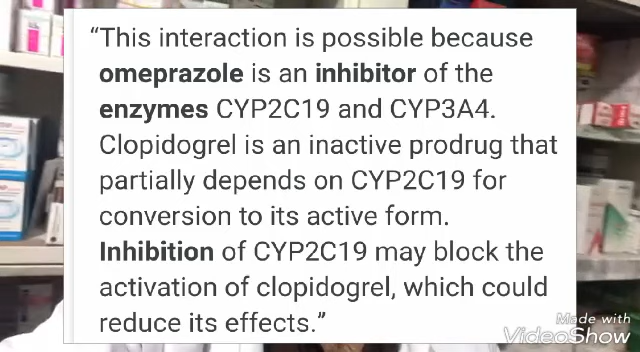 “This interaction is possible because
omeprazole is an inhibitor of the
enzymes CYP2C19 and CYP3A4.
Clopidogrel is an inactive prodrug that
partially depends on CYP2C19 for
conversion to its active form.
Inhibition of CYP2C19 may block the
activation of clopidogrel, which could
reduce its effects.”
Made with
VideoShow